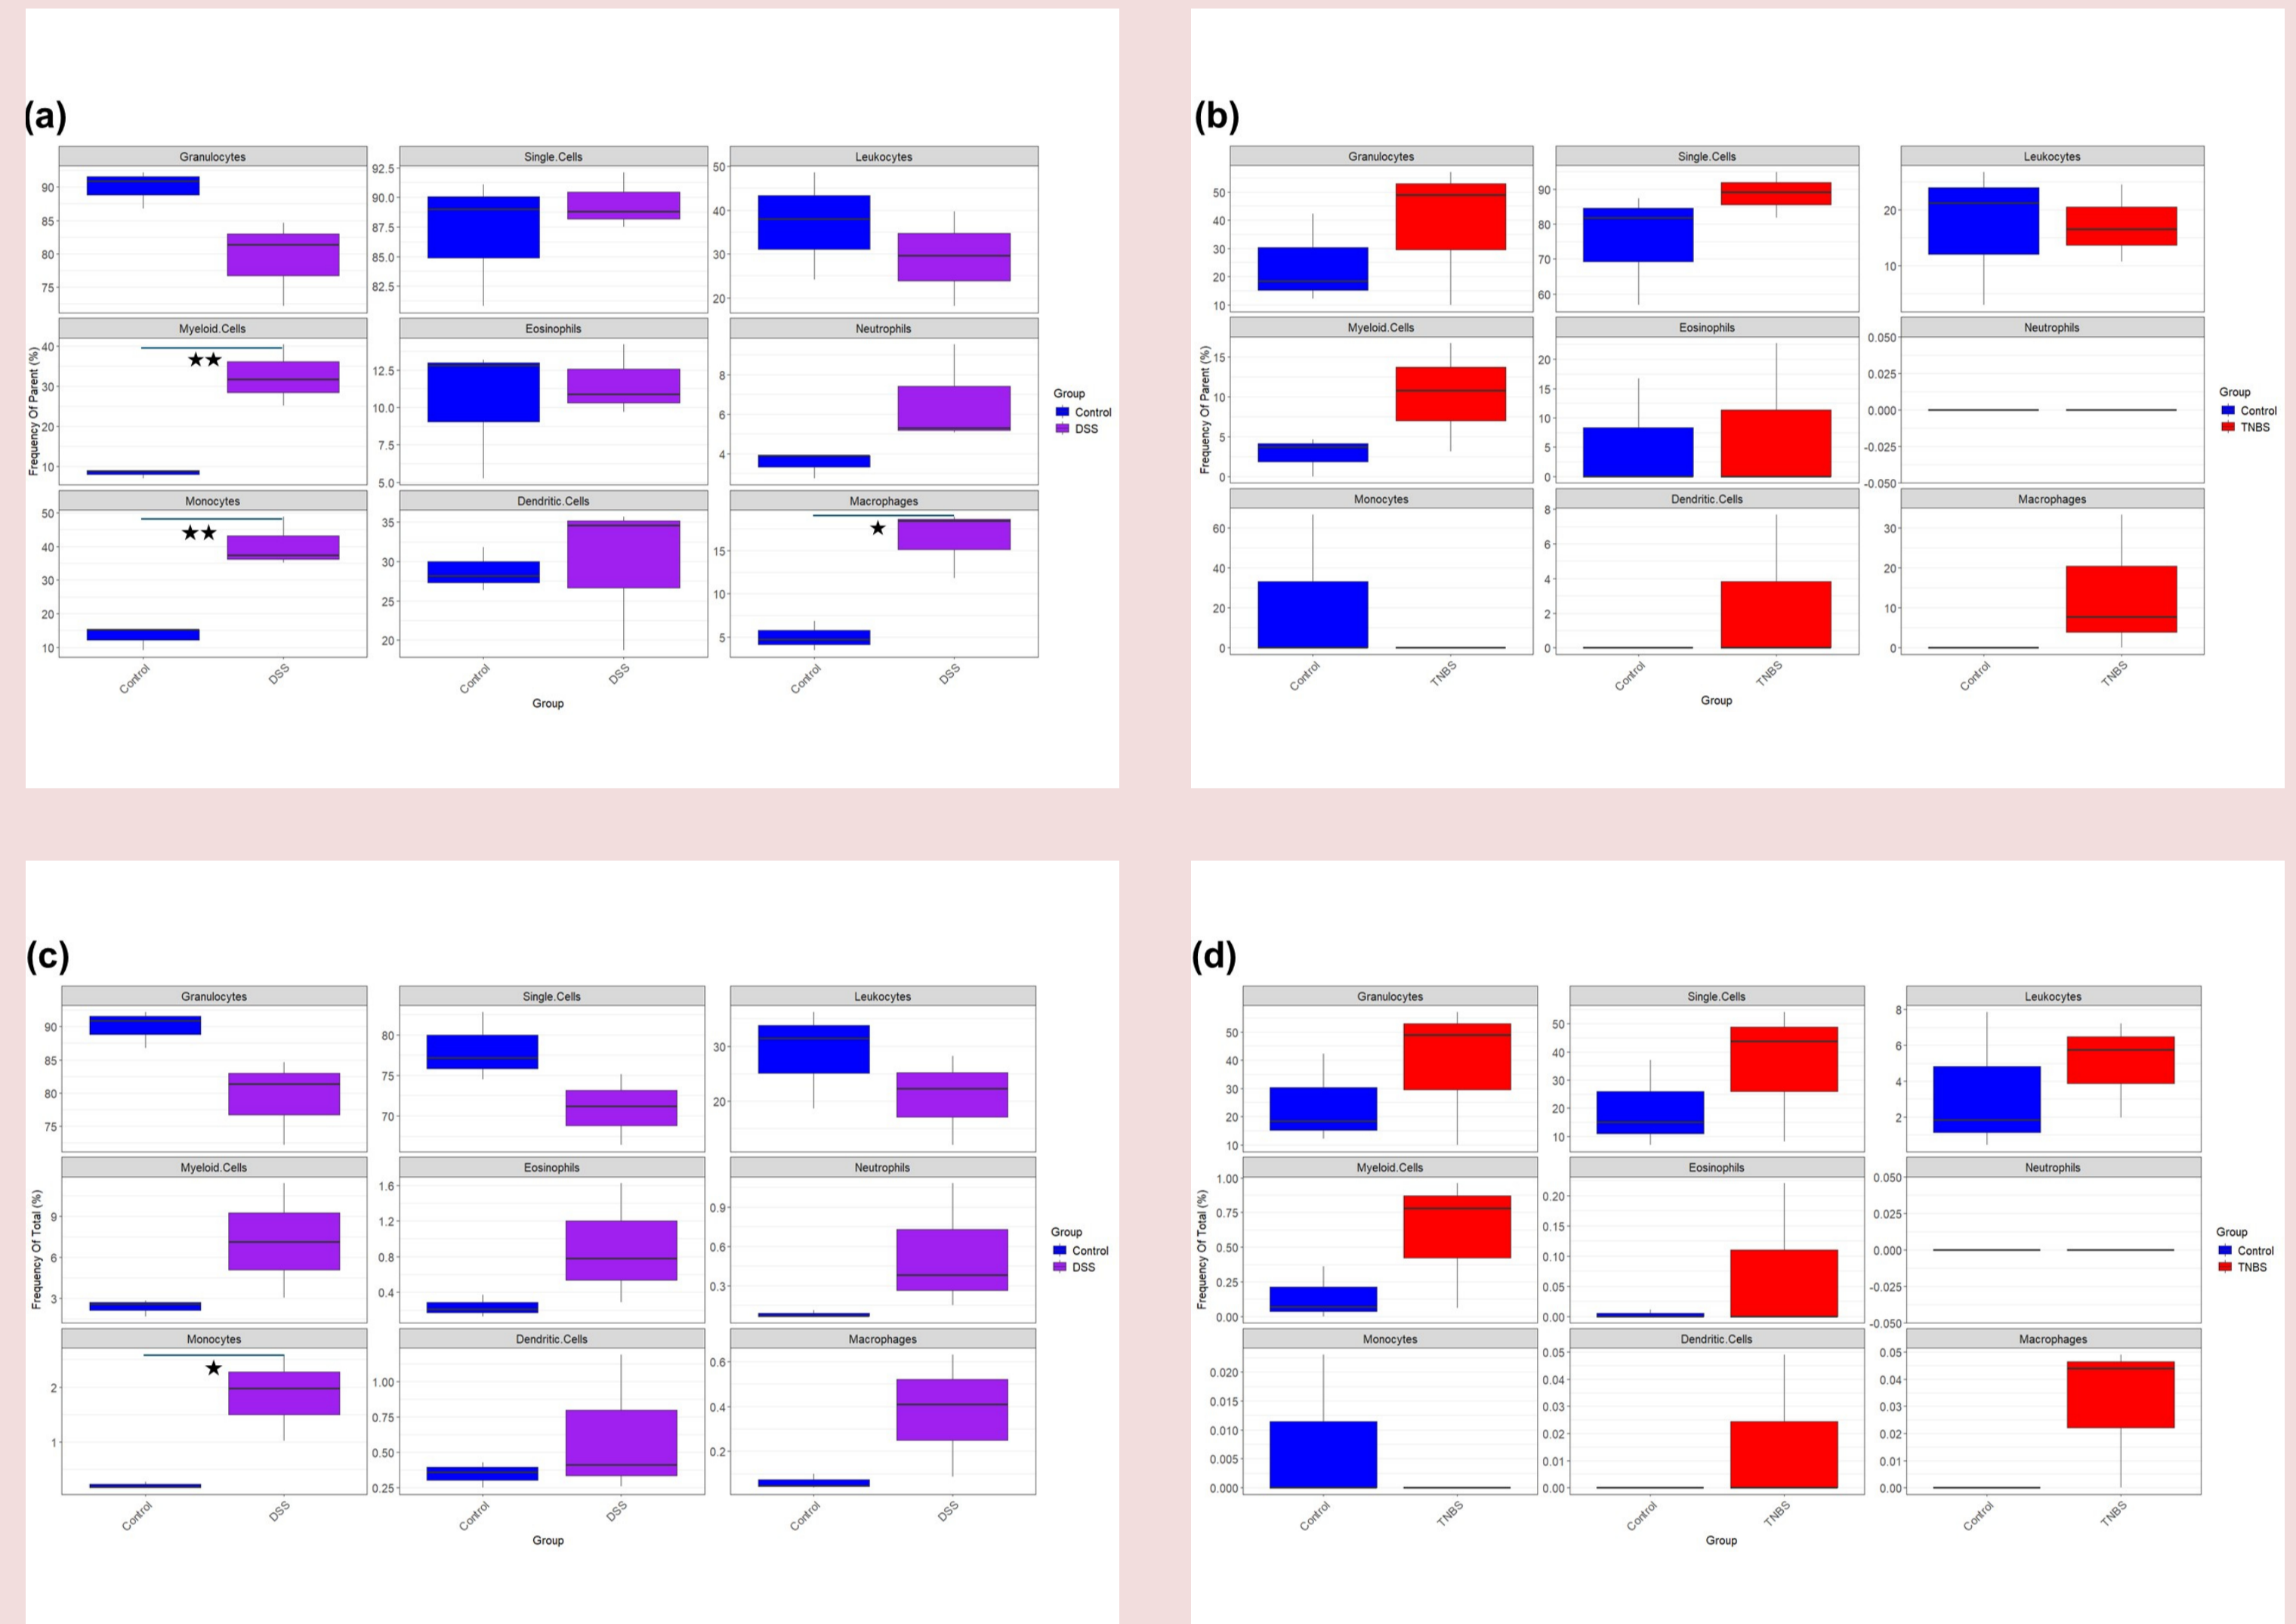 (a)
Granulocytes Single.Cells Leukocytes
90 85 80 75
92.5 90.0 87.5 85.0 82.5
50 40 30 20
Myeloid.Cells Eosinophils Neutrophils
40 30 20 10
12.5 10.0 7.5 5.0
8 6 4
★★
Monocytes Dendritic.Cells Macrophages
50 40 30 20 10
35 30 25 20
15 10 5
★★ ★
Frequency Of Parent (%)
Control DSS Control DSS Control DSS
Group
Group
Control
DSS
(b)
Granulocytes Single.Cells Leukocytes
50 40 30 20 10
90 80 70 60
20 10
Myeloid.Cells Eosinophils Neutrophils
15 10 5 0
20 15 10 5 0
0.050 0.025 0.000 -0.025 -0.050
Monocytes Dendritic.Cells Macrophages
60 40 20 0
8 6 4 2 0
30 20 10 0
Frequency Of Parent (%)
Control TNBS Control TNBS Control TNBS
Group
Group
Control
TNBS
(c)
Granulocytes Single.Cells Leukocytes
90 85 80 75
80 75 70
30 20
Myeloid.Cells Eosinophils Neutrophils
9 6 3
1.6 1.2 0.8 0.4
0.9 0.6 0.3
Monocytes Dendritic.Cells Macrophages
2 1
1.00 0.75 0.50 0.25
0.6 0.4 0.2
★
Frequency Of Total (%)
Control DSS Control DSS Control DSS
Group
Group
Control
DSS
(d)
Granulocytes Single.Cells Leukocytes
50 40 30 20 10
50 40 30 20 10
8 6 4 2
Myeloid.Cells Eosinophils Neutrophils
1.00 0.75 0.50 0.25 0.00
0.20 0.15 0.10 0.05 0.00
0.050 0.025 0.000 -0.025 -0.050
Monocytes Dendritic.Cells Macrophages
0.020 0.015 0.010 0.005 0.000
0.05 0.04 0.03 0.02 0.01 0.00
0.05 0.04 0.03 0.02 0.01 0.00
Frequency Of Total (%)
Control TNBS Control TNBS Control TNBS
Group
Group
Control
TNBS